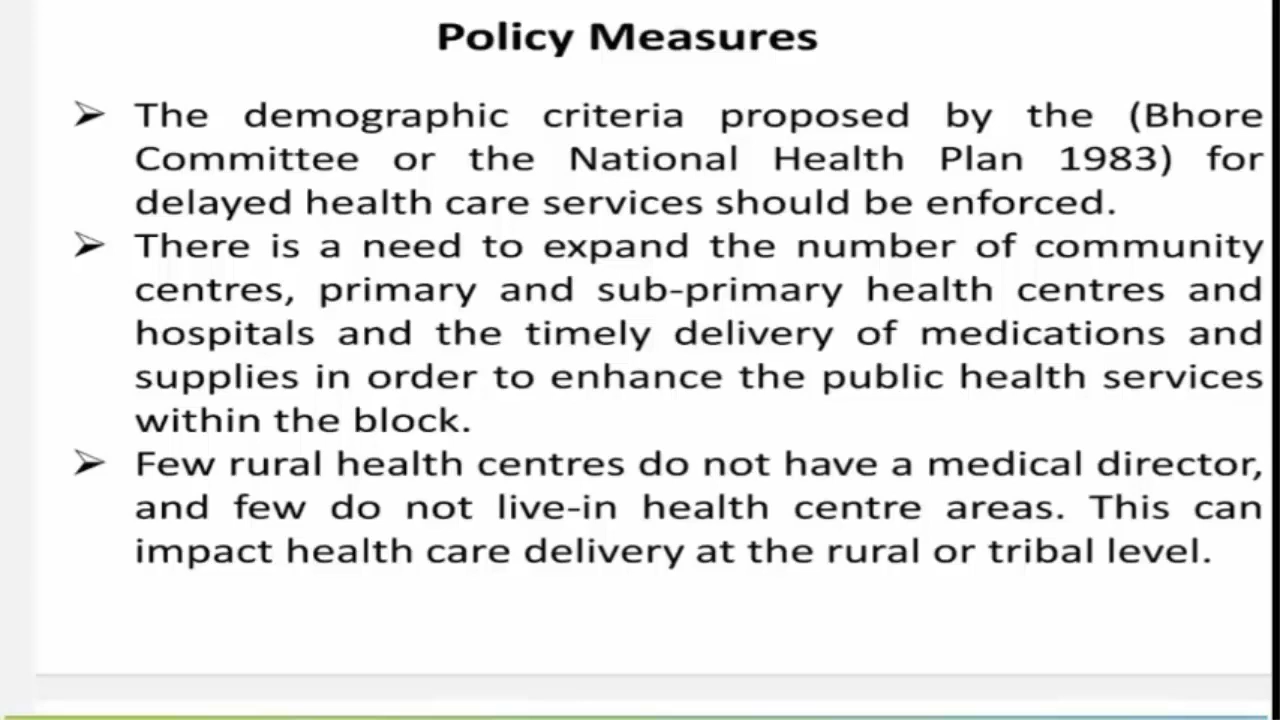 Policy Measures
The demographic criteria proposed by the (Bhore
Committee or the National Health Plan 1983) for
delayed health care services should be enforced.
There is a need to expand the number of community
centres, primary and sub-primary health centres and
hospitals and the timely delivery of medications and
supplies in order to enhance the public health services
within the block.
Few rural health centres do not have a medical director,
and few do not live-in health centre areas. This can
impact health care delivery at the rural or tribal level.